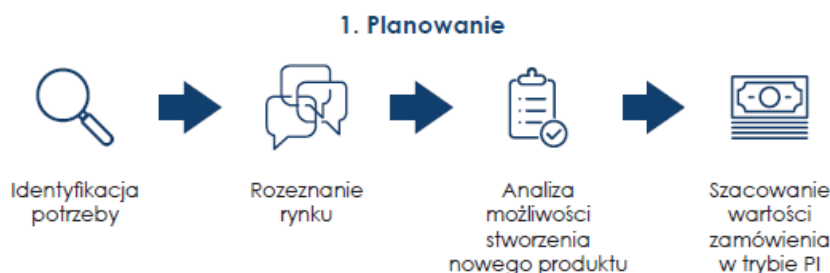 1. Planowanie
Identyfikacja
potrzeby
Rozeznanie
rynku
Analiza
możliwości
stworzenia
nowego produktu
Szacowanie
wartości
zamówienia
w trybie PI